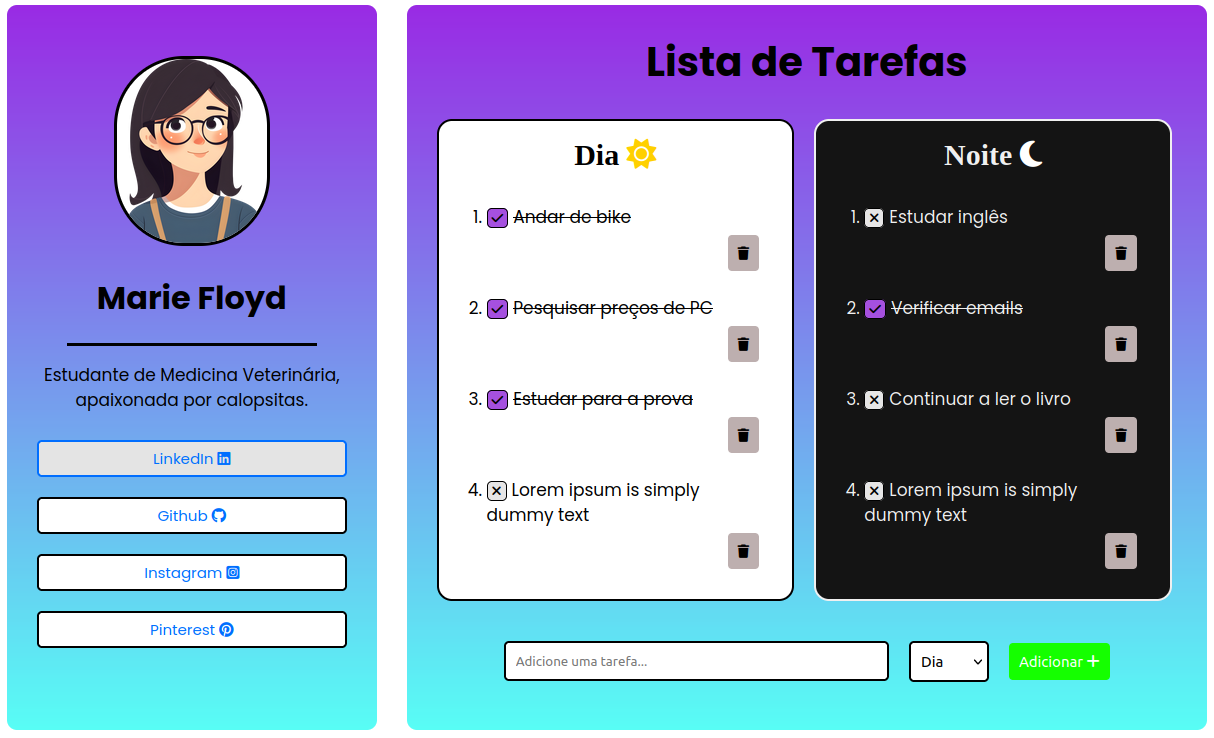 Marie Floyd
Estudante de Medicina Veterinária,
apaixonada por calopsitas.
LinkedIn
Github
Instagram
Pinterest
Lista de Tarefas
Dia
1. Andar de bike
2. Pesquisar preços de PC
3. Estudar para a prova
4. Lorem ipsum is simply
dummy text
Noite
1. Estudar inglês
2. Verificar emails
3. Continuar a ler o livro
4. Lorem ipsum is simply
dummy text
Adicione uma tarefa...
Dia
Adicionar +